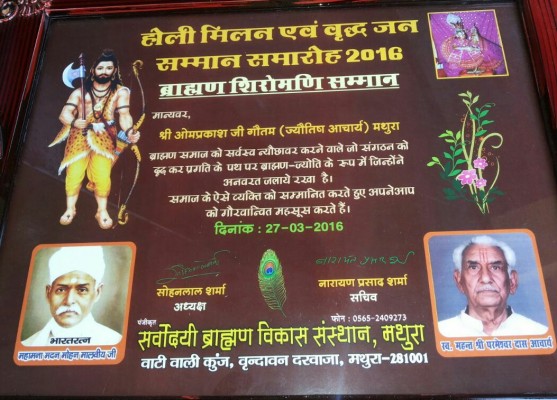 होली मिलन एवं वृद्ध जन
सम्मान समारोह 2016
ब्राह्मण शिरोमणि सम्मान
मान्यवर,
श्री ओमप्रकाश जी गौतम (ज्यौतिष आचार्य) मथुरा
ब्राह्मण समाज को सर्वस्व न्यौछावर करने वाले जो संगठन को
दृढ़ कर प्रगति के पथ पर ब्राह्मण-ज्योति के रूप में जिन्होंने
अनवरत जलाये रखा है।
समाज के ऐसे व्यक्ति को सम्मानित करते हुए अपनेआप
को गौरवान्वित महसूस करते हैं।
दिनांक : 27-03-2016
सोहनलाल शर्मा
अध्यक्ष
नारायण प्रसाद शर्मा
सचिव
फोन : 0565-2409273
पंजीकृत
सर्वोदयी ब्राह्मण विकास संस्थान, मथुरा
वाटी वाली कुंज, वृन्दावन दरवाजा, मथुरा-281001
भारतरत्न
महामना मदन मोहन मालवीय जी
स्व. महन्त श्री परमेश्वर दास आचार्य